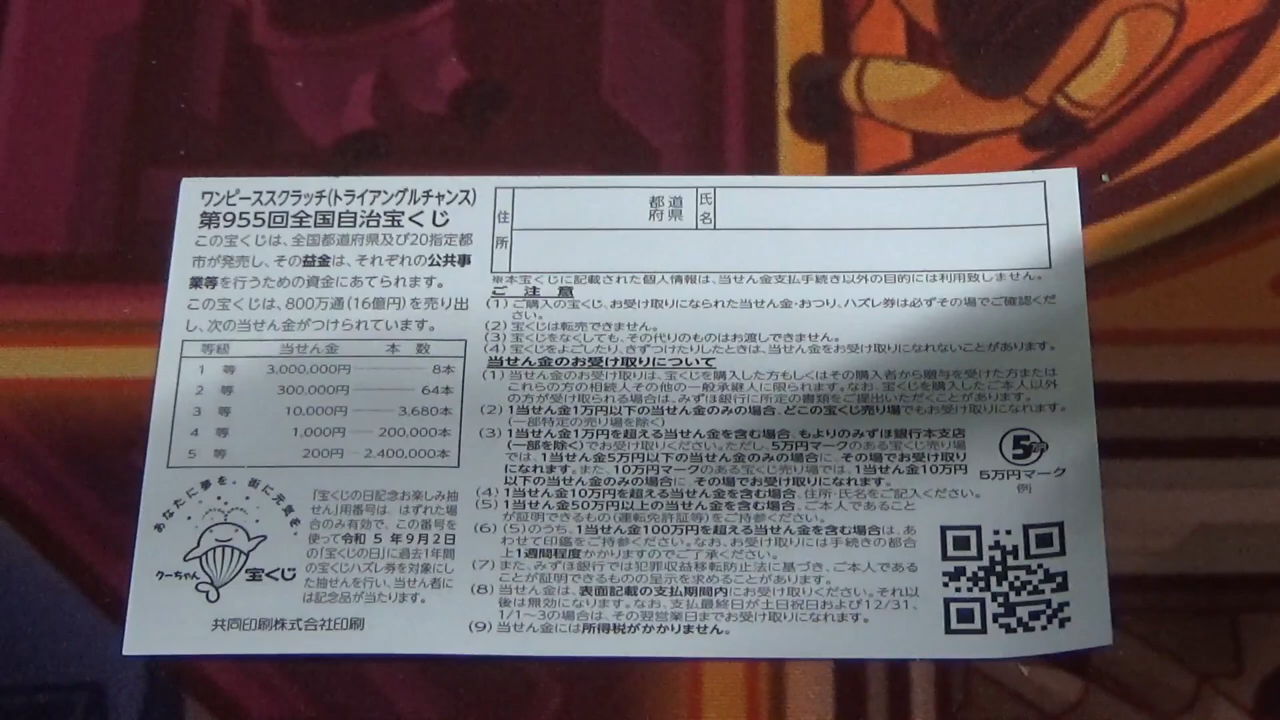 ワンピーススクラッチ(トライアングルチャンス)
第955回全国自治宝くじ
この宝くじは、全国都道府県及び20指定都
市が発売し、その益金は、それぞれの公共事
業等を行うための資金にあてられます。
この宝くじは、800万通(16億円)を売り出
し、次の当せん金がつけられています。
等級 当せん金 本数
1等 3,000,000円 8本
2等 300,000円 64本
3等 10,000円 3,680本
4等 1,000円 200,000本
5等 200円 2,400,000本
あなたに夢を。街に元気を。
クーちゃん 宝くじ
「宝くじの日記念お楽しみ抽
せん」用番号は、はずれた場
合のみ有効で、この番号を
使って令和5年9月2日
の「宝くじの日」に過去1年間
の宝くじハズレ券を対象にし
た抽せんを行い、当せん者に
は記念品が当たります。
共同印刷株式会社印刷
住所
都道府県
氏名
※本宝くじに記載された個人情報は、当せん金支払手続き以外の目的には利用致しません。
ご注意
(1) ご購入の宝くじ、お受け取りになられた当せん金・おつり、ハズレ券は必ずその場でご確認くだ
さい。
(2) 宝くじは転売できません。
(3) 宝くじをなくしても、その代りのものはお渡しできません。
(4) 宝くじをよごしたり、きずつけたりしたときは、当せん金をお受け取りになれないことがあります。
当せん金のお受け取りについて
(1) 当せん金のお受け取りは、宝くじを購入した方もしくはその購入者から贈与を受けた方または
これらの方の相続人その他の一般承継人に限られます。なお、宝くじを購入したご本人以外
の方が受け取られる場合は、みずほ銀行に所定の書類をご提出いただくことがあります。
(2) 1当せん金1万円以下の当せん金のみの場合、どこの宝くじ売り場でもお受け取りになれます。
(一部特定の売り場を除く)
(3) 1当せん金1万円を超える当せん金を含む場合、もよりのみずほ銀行本支店
(一部を除く)でお受け取りください。ただし、5万円マークのある宝くじ売り場
では、1当せん金5万円以下の当せん金のみの場合に、その場でお受け取り
になれます。また、10万円マークのある宝くじ売り場では、1当せん金10万円
以下の当せん金のみの場合に、その場でお受け取りになれます。
(4) 1当せん金10万円を超える当せん金を含む場合、住所・氏名をご記入ください。
(5) 1当せん金50万円以上の当せん金を含む場合、ご本人であること
が証明できるもの(運転免許証等)をご持参ください。
(6) (5)のうち、1当せん金100万円を超える当せん金を含む場合は、あ
わせて印鑑をご持参ください。なお、お受け取りには手続きの都合
上1週間程度かかりますのでご了承ください。
(7) また、みずほ銀行では犯罪収益移転防止法に基づき、ご本人である
ことが証明できるものの呈示を求めることがあります。
(8) 当せん金は、表面記載の支払期間内にお受け取りください。それ以
後は無効になります。なお、支払最終日が土日祝日および12/31、
1/1~3の場合は、その翌営業日までお受け取りになれます。
(9) 当せん金には所得税がかかりません。
5万円
5万円マーク
例